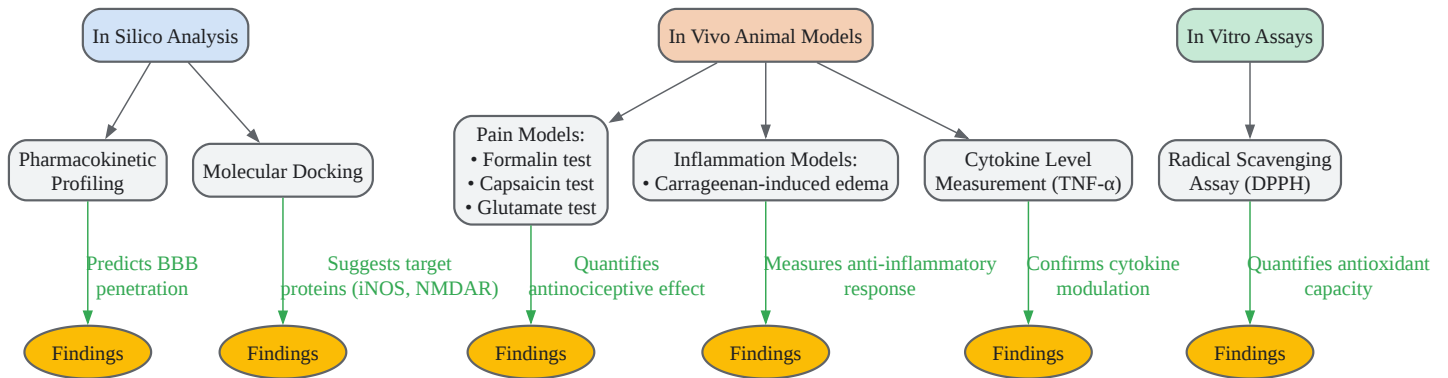 In Silico Analysis
In Vivo Animal Models
In Vitro Assays
Pharmacokinetic
Profiling
Molecular Docking
Pain Models:
• Formalin test
• Capsaicin test
• Glutamate test
Inflammation Models:
• Carrageenan-induced edema
Cytokine Level
Measurement (TNF-α)
Radical Scavenging
Assay (DPPH)
Predicts BBB
penetration
Suggests target
proteins (iNOS, NMDAR)
Quantifies
antinociceptive effect
Measures anti-inflammatory
response
Confirms cytokine
modulation
Quantifies antioxidant
capacity
Findings
Findings
Findings
Findings
Findings
Findings